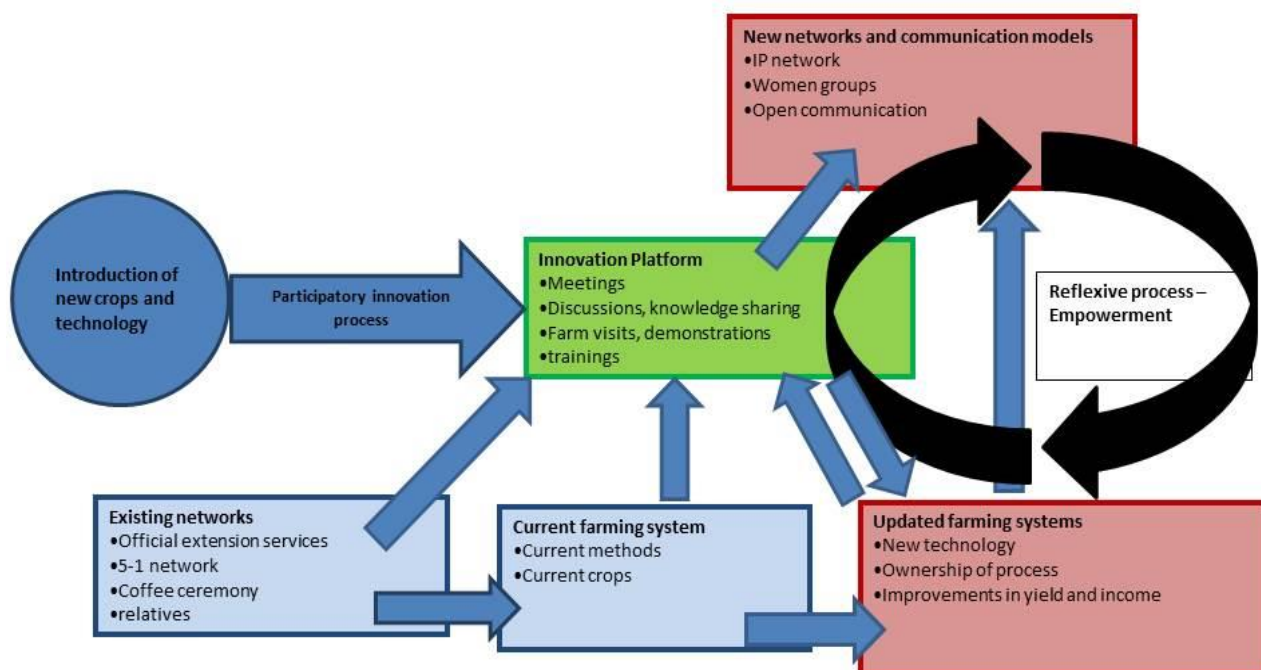 New networks and communication models
•IP network
•Women groups
•Open communication
Introduction of
new crops and
technology
Participatory innovation
process
Innovation Platform
•Meetings
•Discussions, knowledge sharing
•Farm visits, demonstrations
•trainings
Reflexive process –
Empowerment
Existing networks
•Official extension services
•5-1 network
•Coffee ceremony
•relatives
Current farming system
•Current methods
•Current crops
Updated farming systems
•New technology
•Ownership of process
•Improvements in yield and income